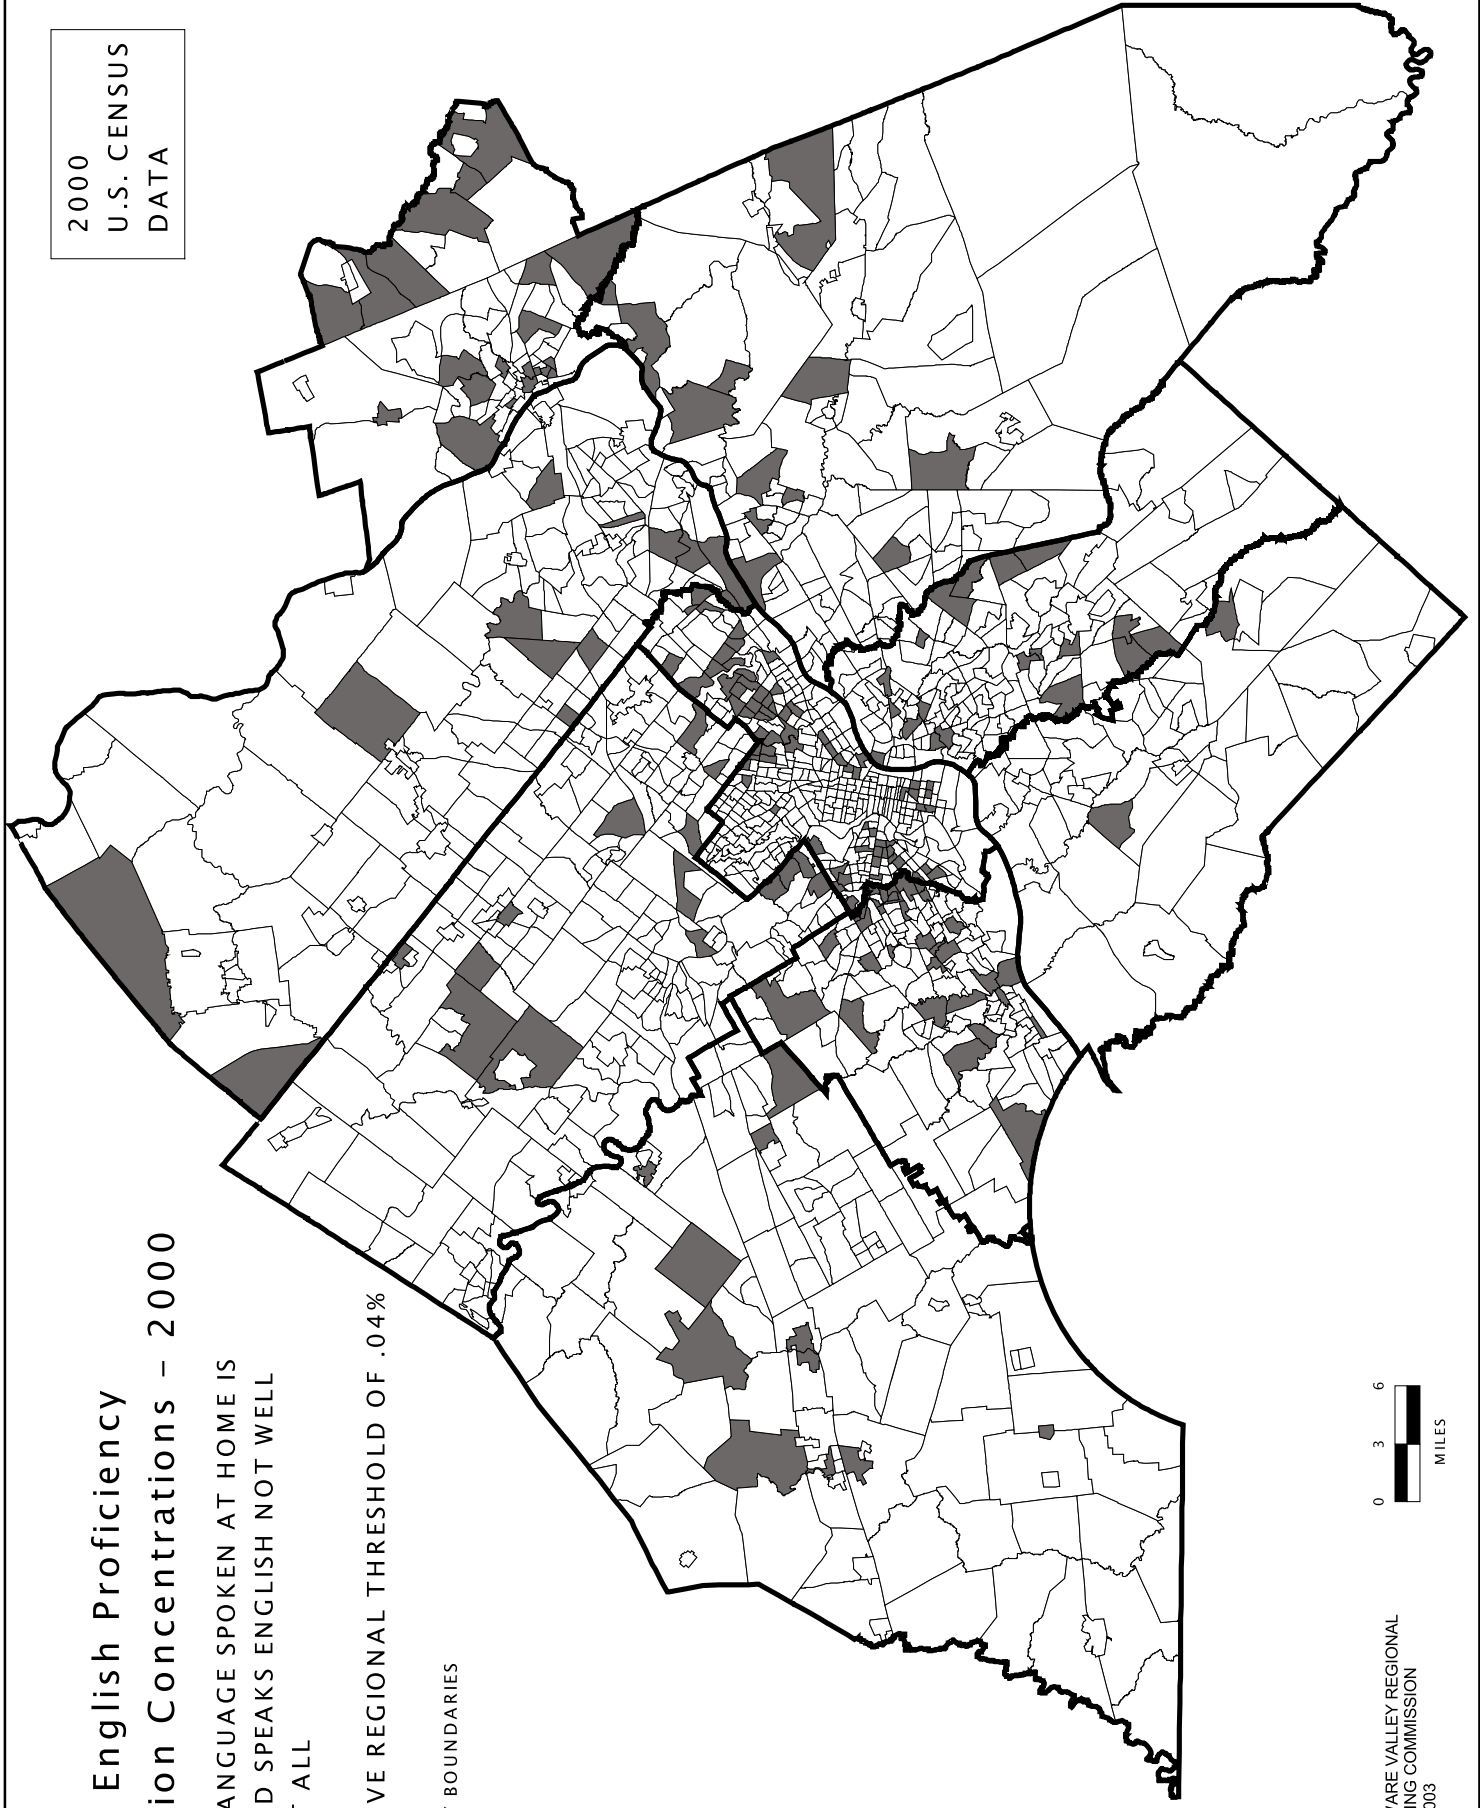 2000
U.S. CENSUS
DATA
English Proficiency
ion Concentrations – 2000
ANGUAGE SPOKEN AT HOME IS
D SPEAKS ENGLISH NOT WELL
T ALL
VE REGIONAL THRESHOLD OF .04%
BOUNDARIES
0 3 6
MILES
ARE VALLEY REGIONAL
ING COMMISSION
003